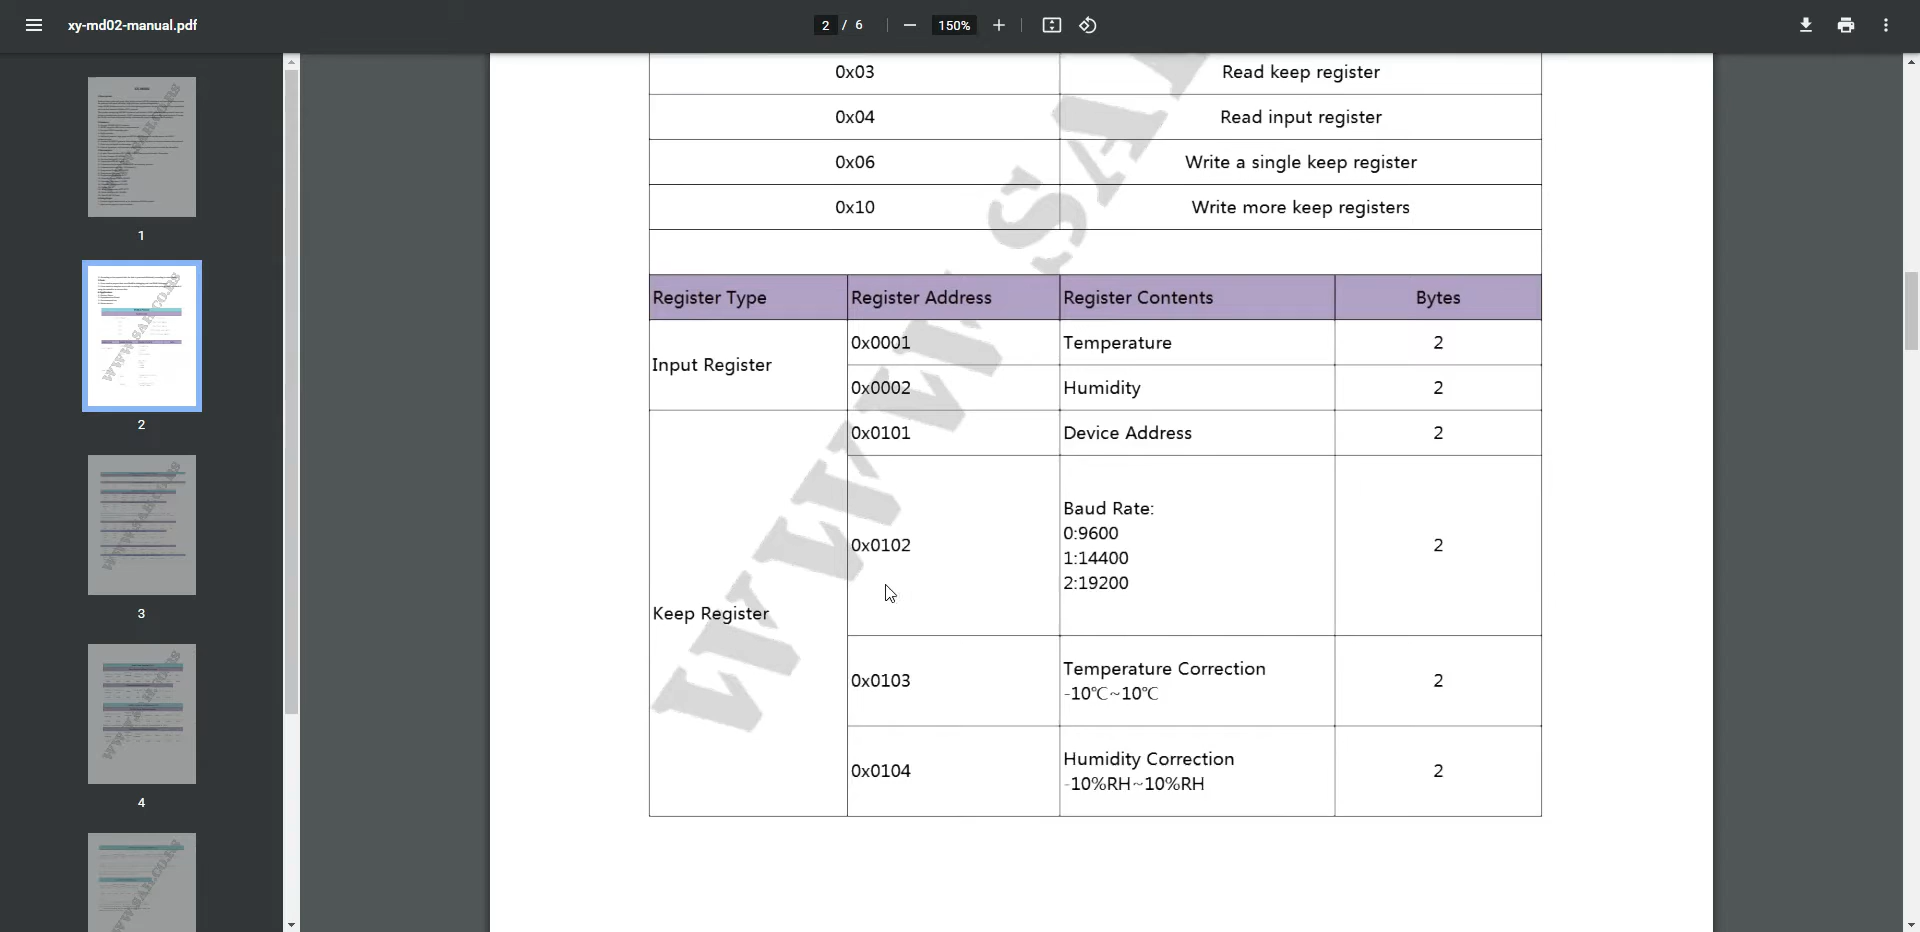 xy-md02-manual.pdf
2 / 6
150%
0x03 Read keep register
0x04 Read input register
0x06 Write a single keep register
0x10 Write more keep registers
Register Type Register Address Register Contents Bytes
Input Register
0x0001 Temperature 2
0x0002 Humidity 2
Keep Register
0x0101 Device Address 2
0x0102
Baud Rate:
0:9600
1:14400
2:19200
2
0x0103
Temperature Correction
-10℃~10℃
2
0x0104
Humidity Correction
-10%RH~10%RH
2
1
2
3
4